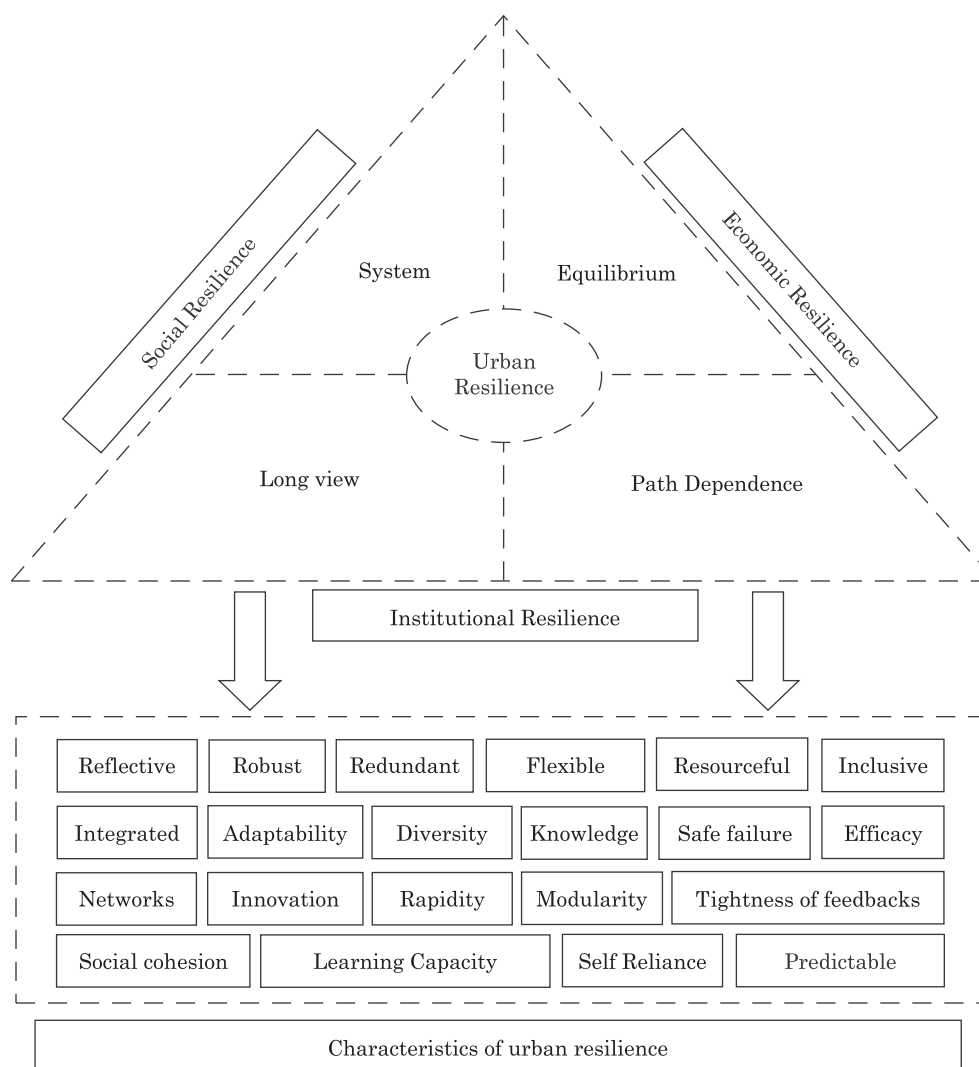 Social Resilience
Economic Resilience
System
Equilibrium
Urban
Resilience
Long view
Path Dependence
Institutional Resilience
Reflective
Robust
Redundant
Flexible
Resourceful
Inclusive
Integrated
Adaptability
Diversity
Knowledge
Safe failure
Efficacy
Networks
Innovation
Rapidity
Modularity
Tightness of feedbacks
Social cohesion
Learning Capacity
Self Reliance
Predictable
Characteristics of urban resilience